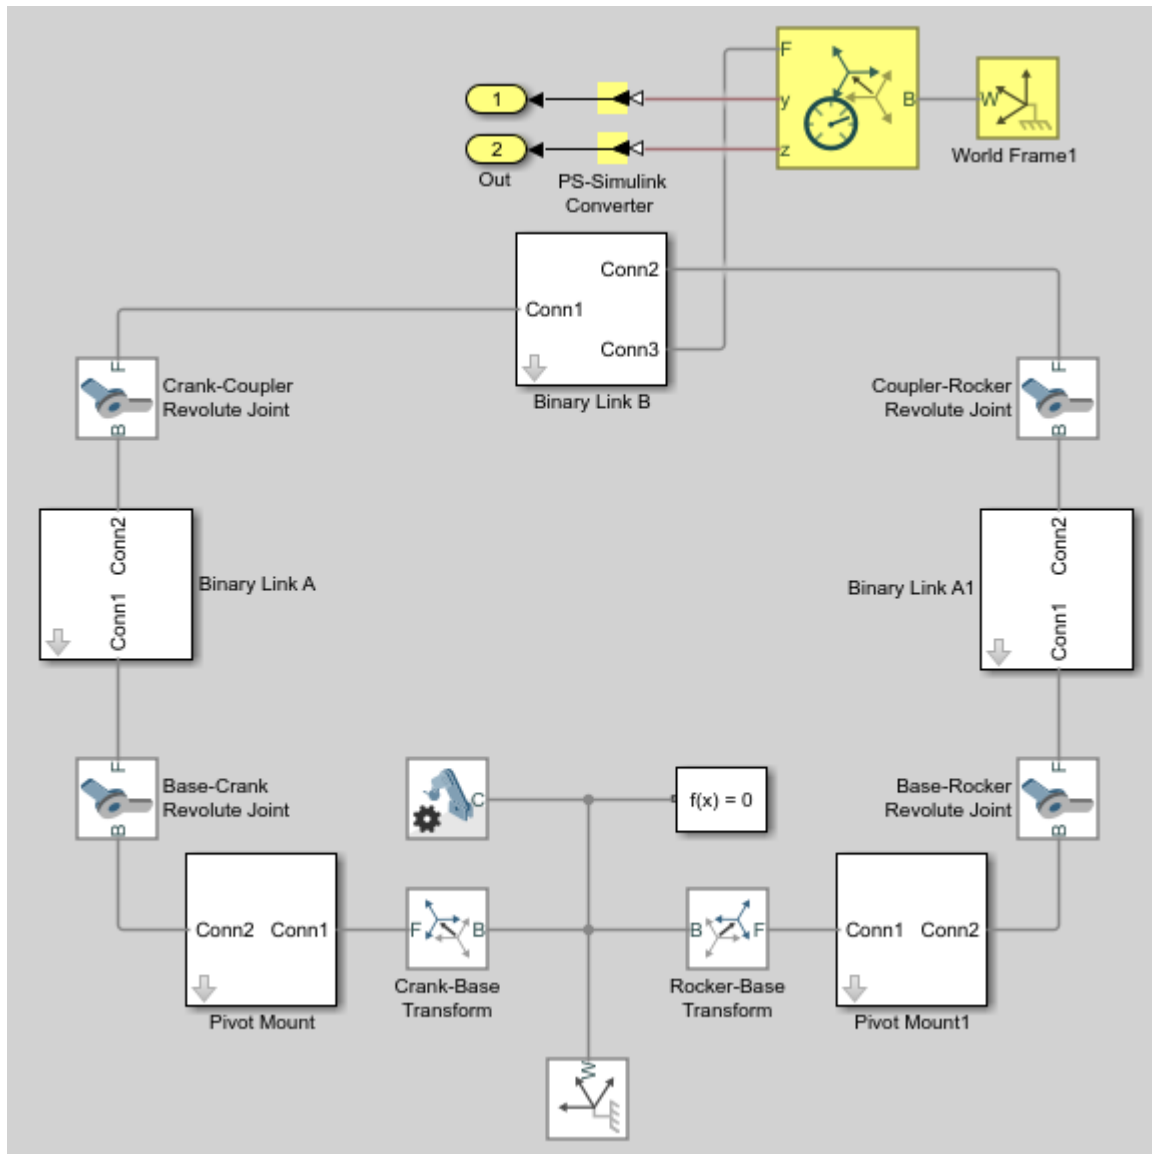 F
1
y
B
W
2
z
Out
PS-Simulink
Converter
World Frame1
Conn2
Conn1
Conn3
Binary Link B
F
Crank-Coupler
Revolute Joint
B
F
Coupler-Rocker
Revolute Joint
B
Conn2
Conn1
Binary Link A
Conn2
Conn1
Binary Link A1
F
Base-Crank
Revolute Joint
B
C
f(x) = 0
F
Base-Rocker
Revolute Joint
B
Conn2 Conn1
Pivot Mount
F B
Crank-Base
Transform
B F
Rocker-Base
Transform
Conn1 Conn2
Pivot Mount1
W